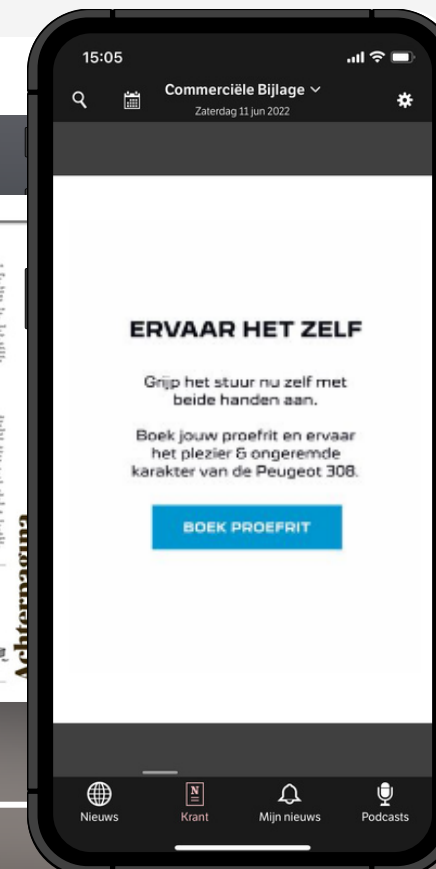 15:05
Commerciële Bijlage
Zaterdag 11 jun 2022
ERVAAR HET ZELF
Grijp het stuur nu zelf met
beide handen aan.
Boek jouw proefrit en ervaar
het plezier & ongeremde
karakter van de Peugeot 308.
BOEK PROEFRIT
N
Nieuws
Krant
Mijn nieuws
Podcasts
Achterpagina